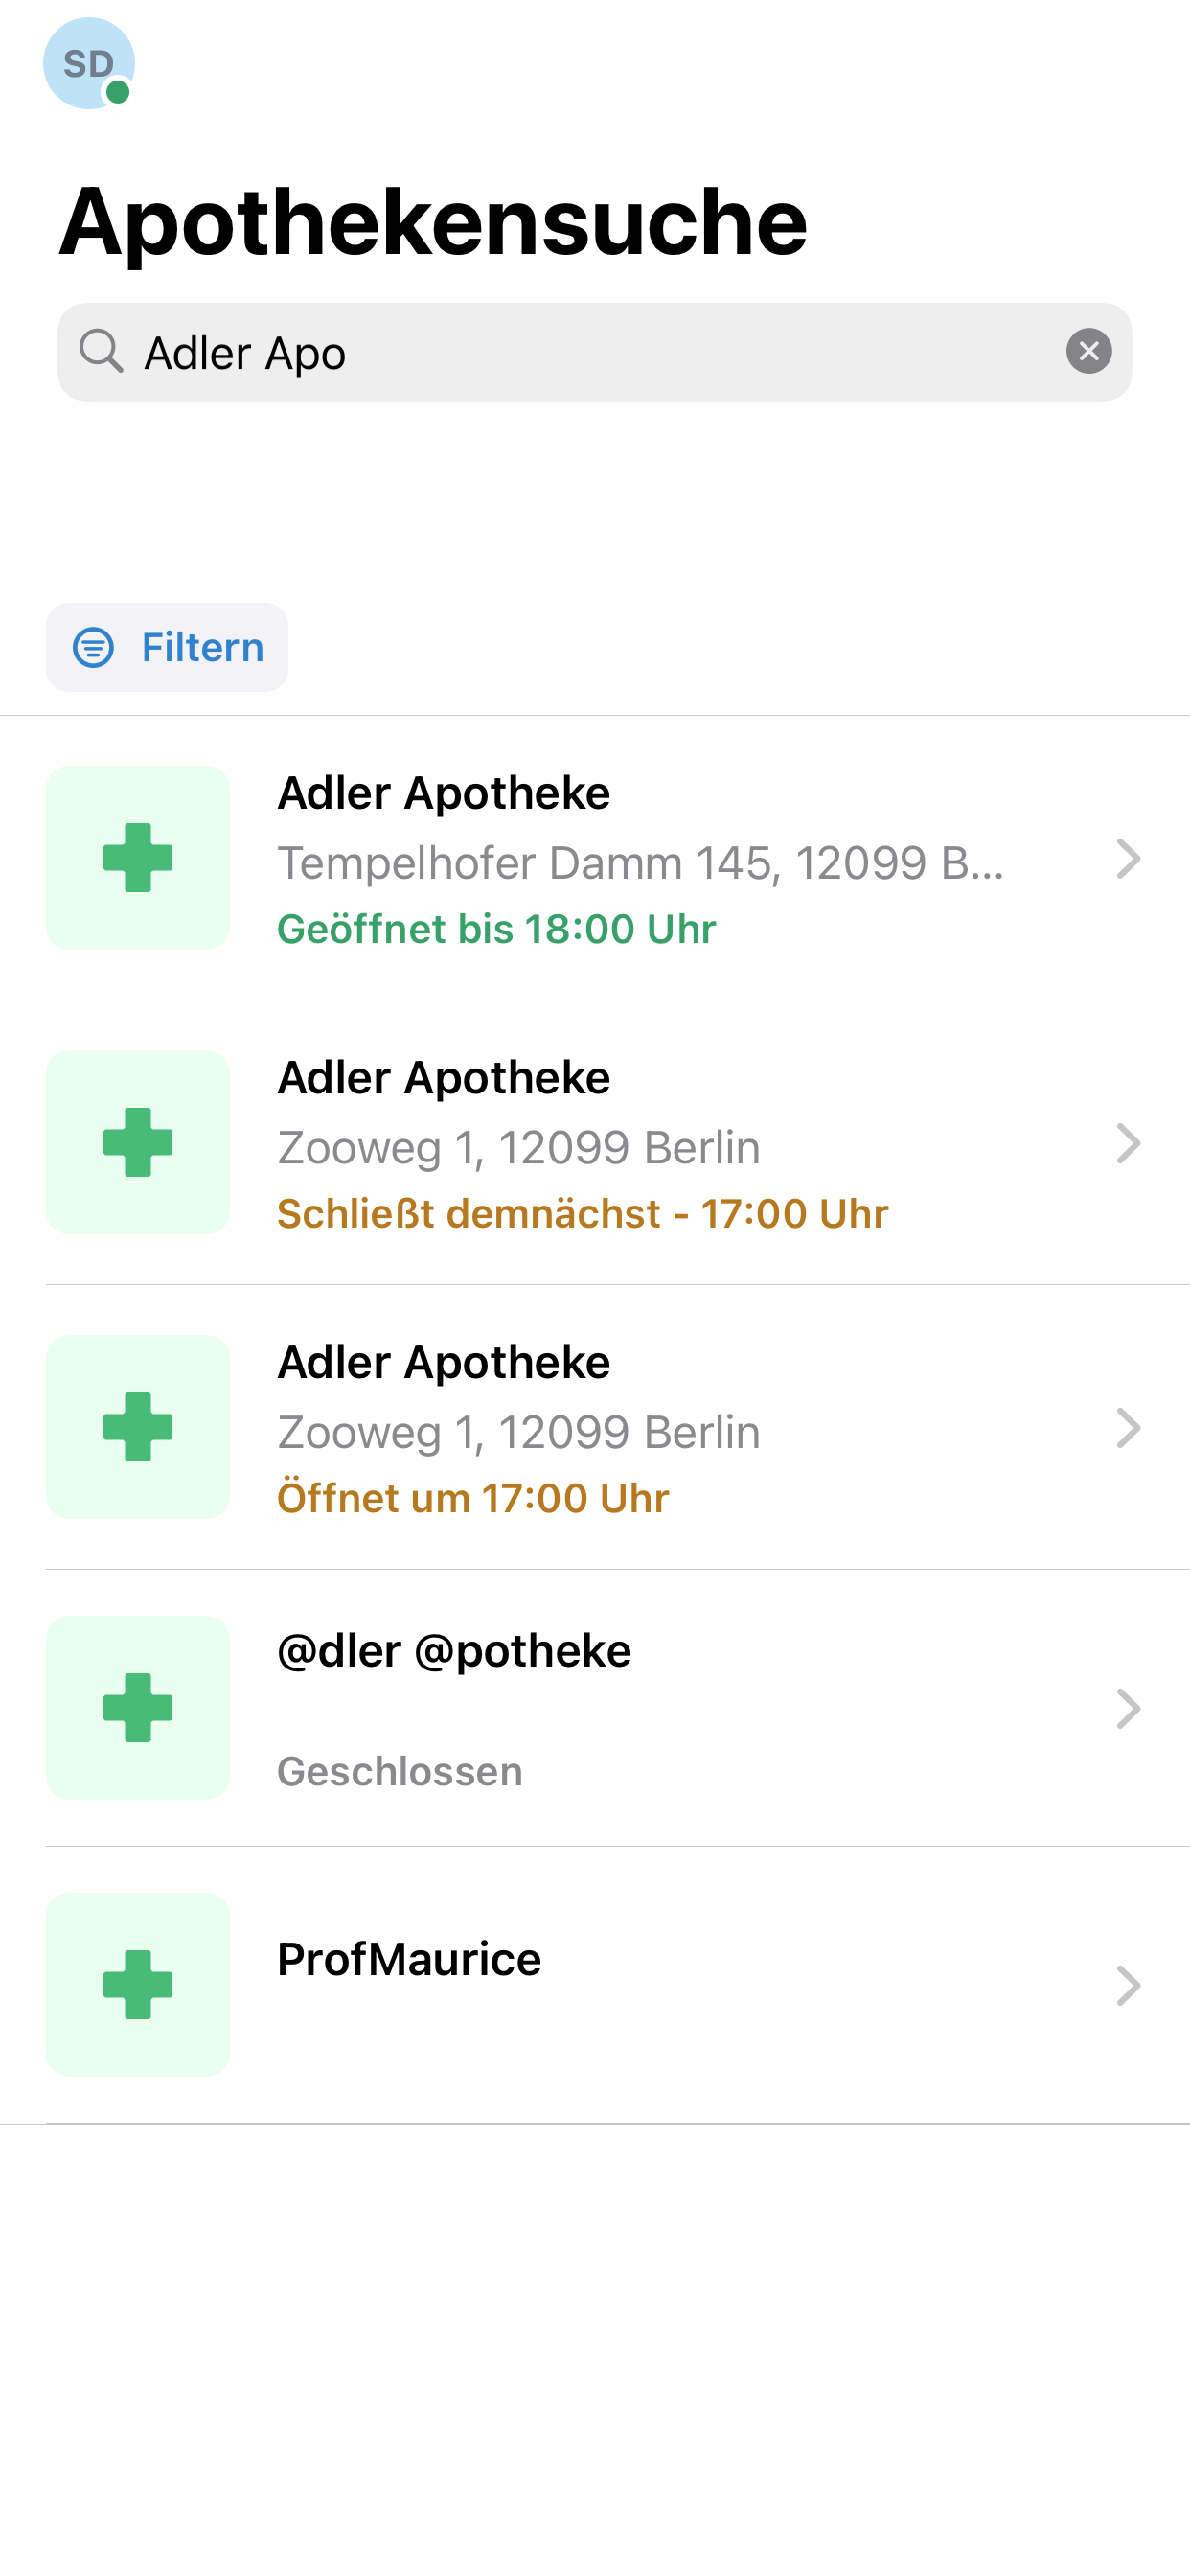 SD
Apothekensuche
Adler Apo
Filtern
Adler Apotheke
Tempelhofer Damm 145, 12099 B...
Geöffnet bis 18:00 Uhr
Adler Apotheke
Zooweg 1, 12099 Berlin
Schließt demnächst - 17:00 Uhr
Adler Apotheke
Zooweg 1, 12099 Berlin
Öffnet um 17:00 Uhr
@dler @potheke
Geschlossen
ProfMaurice